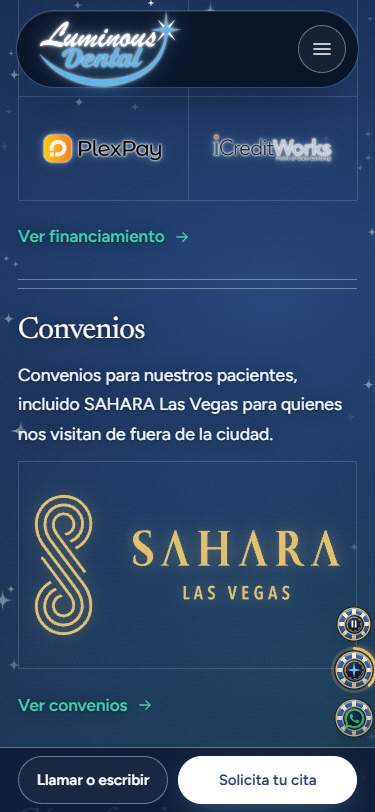 Luminous
Dental
PlexPay
iCreditWorks
Ver financiamiento →
Convenios
Convenios para nuestros pacientes,
incluido SAHARA Las Vegas para quienes
nos visitan de fuera de la ciudad.
SAHARA
LAS VEGAS
Ver convenios →
Llamar o escribir
Solicita tu cita